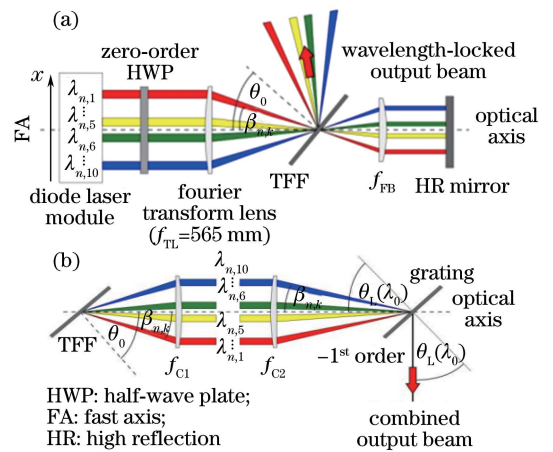 (a)
zero-order
HWP
wavelength-locked
output beam
x
FA
λn,1
⋮
λn,5
λn,6
⋮
λn,10
θ0
βn,k
optical
axis
diode laser
module
fourier
transform lens
(fTL=565 mm)
TFF
fFB
HR mirror
(b)
λn,10
⋮
λn,6
λn,5
⋮
λn,1
βn,k
θL(λ0)
grating
optical
axis
TFF
θ0
βn,k
fC1
fC2
−1st order
θL(λ0)
HWP: half-wave plate;
FA: fast axis;
HR: high reflection
combined
output beam